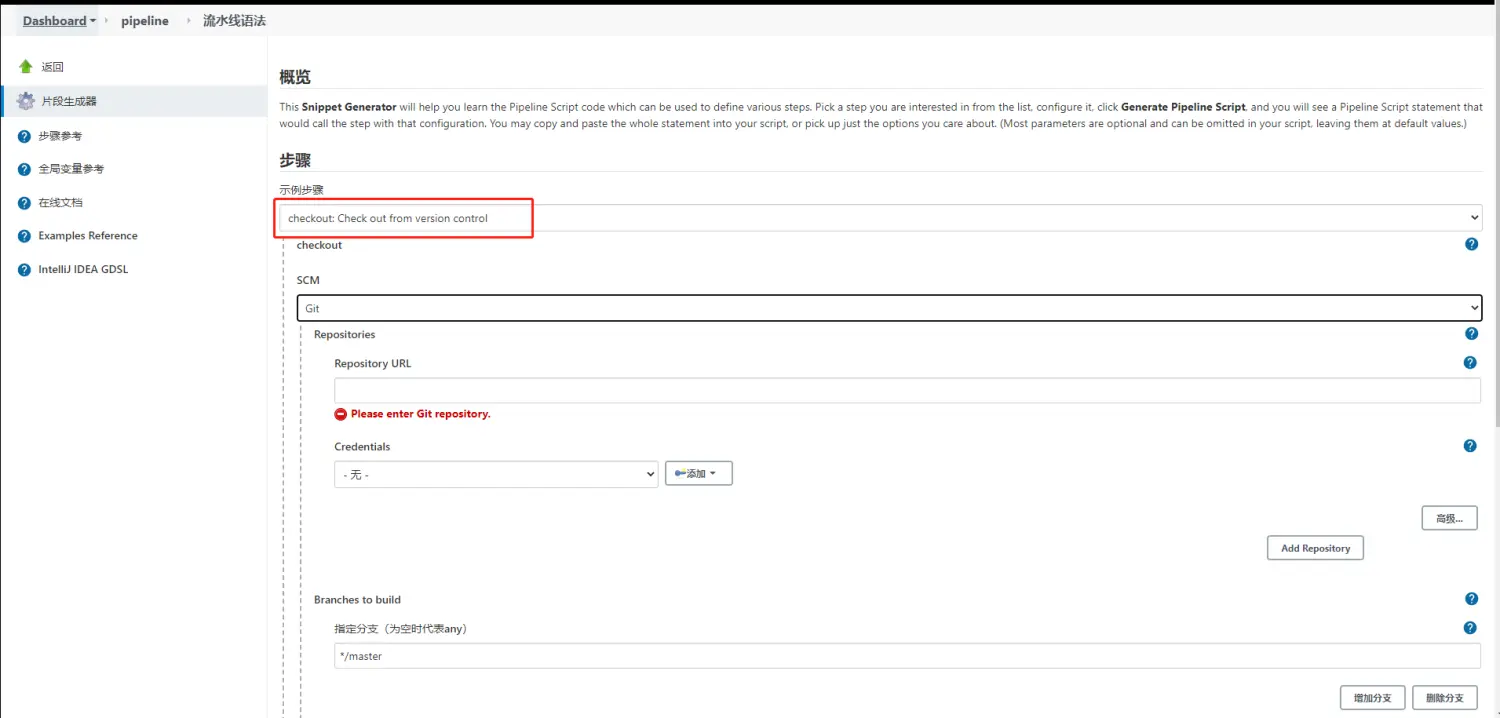 Dashboard pipeline 流水线语法
返回
片段生成器
步骤参考
全局变量参考
在线文档
Examples Reference
IntelliJ IDEA GDSL
概览
This Snippet Generator will help you learn the Pipeline Script code which can be used to define various steps. Pick a step you are interested in from the list, configure it, click Generate Pipeline Script, and you will see a Pipeline Script statement that
would call the step with that configuration. You may copy and paste the whole statement into your script, or pick up just the options you care about. (Most parameters are optional and can be omitted in your script, leaving them at default values.)
步骤
示例步骤
checkout: Check out from version control
checkout
SCM
Git
Repositories
Repository URL
Please enter Git repository.
Credentials
- 无 - 添加
高级...
Add Repository
Branches to build
指定分支（为空时代表any）
*/master
增加分支 删除分支